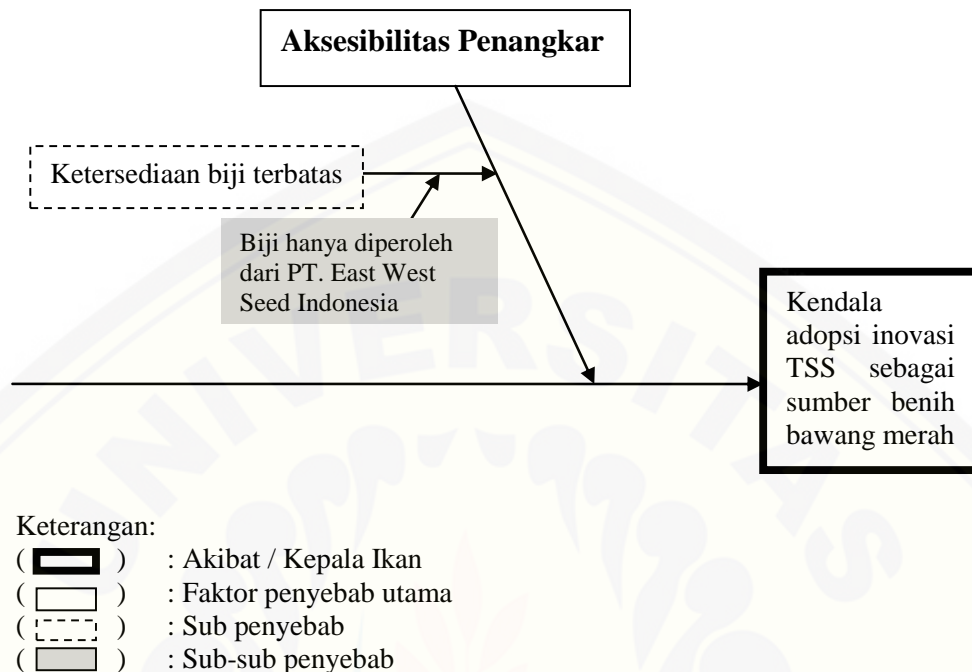 Aksesibilitas Penangkar
Ketersediaan biji terbatas
Biji hanya diperoleh
dari PT. East West
Seed Indonesia
Kendala
adopsi inovasi
TSS sebagai
sumber benih
bawang merah
UNIVERSITAS
Keterangan:
( ) : Akibat / Kepala Ikan
( ) : Faktor penyebab utama
( ) : Sub penyebab
( ) : Sub-sub penyebab